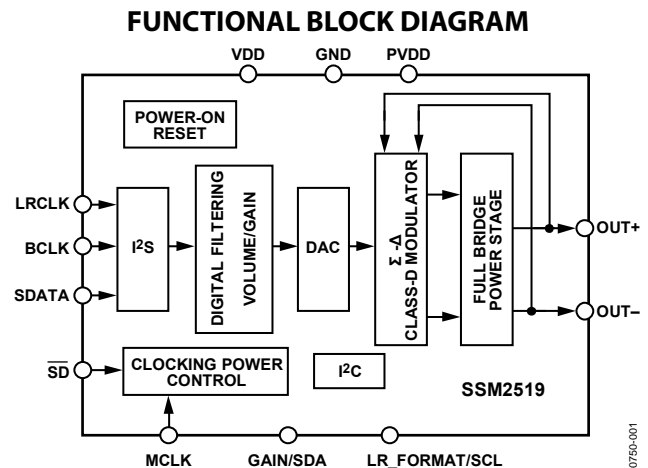 FUNCTIONAL BLOCK DIAGRAM
VDD
GND
PVDD
POWER-ON
RESET
LRCLK
BCLK
SDATA
I²S
DIGITAL FILTERING
VOLUME/GAIN
DAC
Σ-Δ
CLASS-D MODULATOR
FULL BRIDGE
POWER STAGE
OUT+
OUT–
S̅D̅
CLOCKING POWER
CONTROL
I²C
SSM2519
MCLK
GAIN/SDA
LR_FORMAT/SCL
0750-001